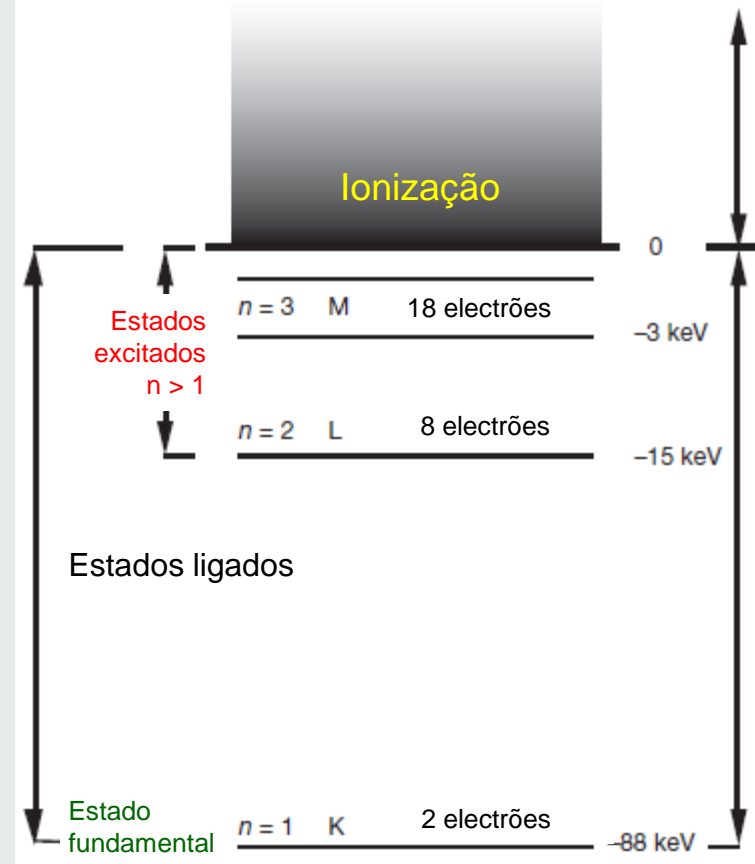 Ionização
0
Estados
excitados
n > 1
n = 3 M 18 electrões
–3 keV
n = 2 L 8 electrões
–15 keV
Estados ligados
Estado
fundamental
n = 1 K 2 electrões
–88 keV